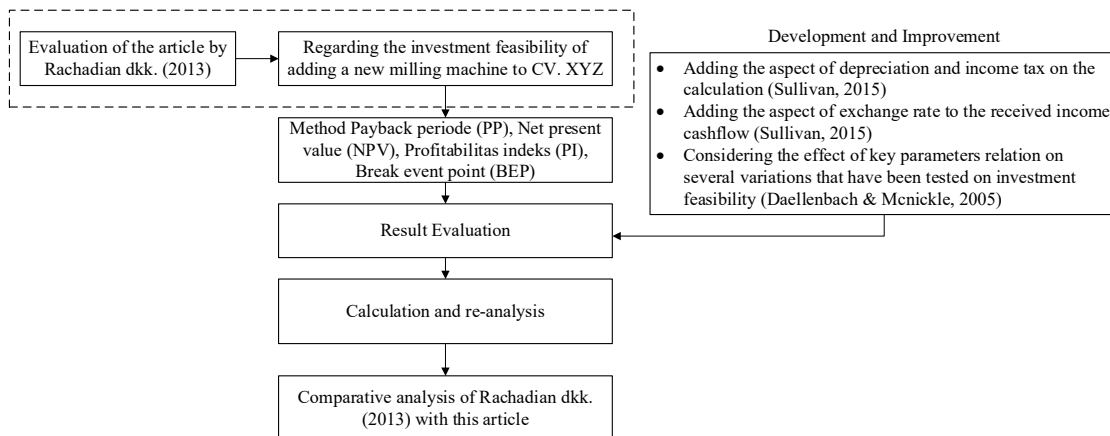 Evaluation of the article by
Rachadian dkk. (2013)
Regarding the investment feasibility of
adding a new milling machine to CV. XYZ
Method Payback periode (PP), Net present
value (NPV), Profitabilitas indeks (PI),
Break event point (BEP)
Development and Improvement
• Adding the aspect of depreciation and income tax on the
calculation (Sullivan, 2015)
• Adding the aspect of exchange rate to the received income
cashflow (Sullivan, 2015)
• Considering the effect of key parameters relation on
several variations that have been tested on investment
feasibility (Daellenbach & Mcnickle, 2005)
Result Evaluation
Calculation and re-analysis
Comparative analysis of Rachadian dkk.
(2013) with this article